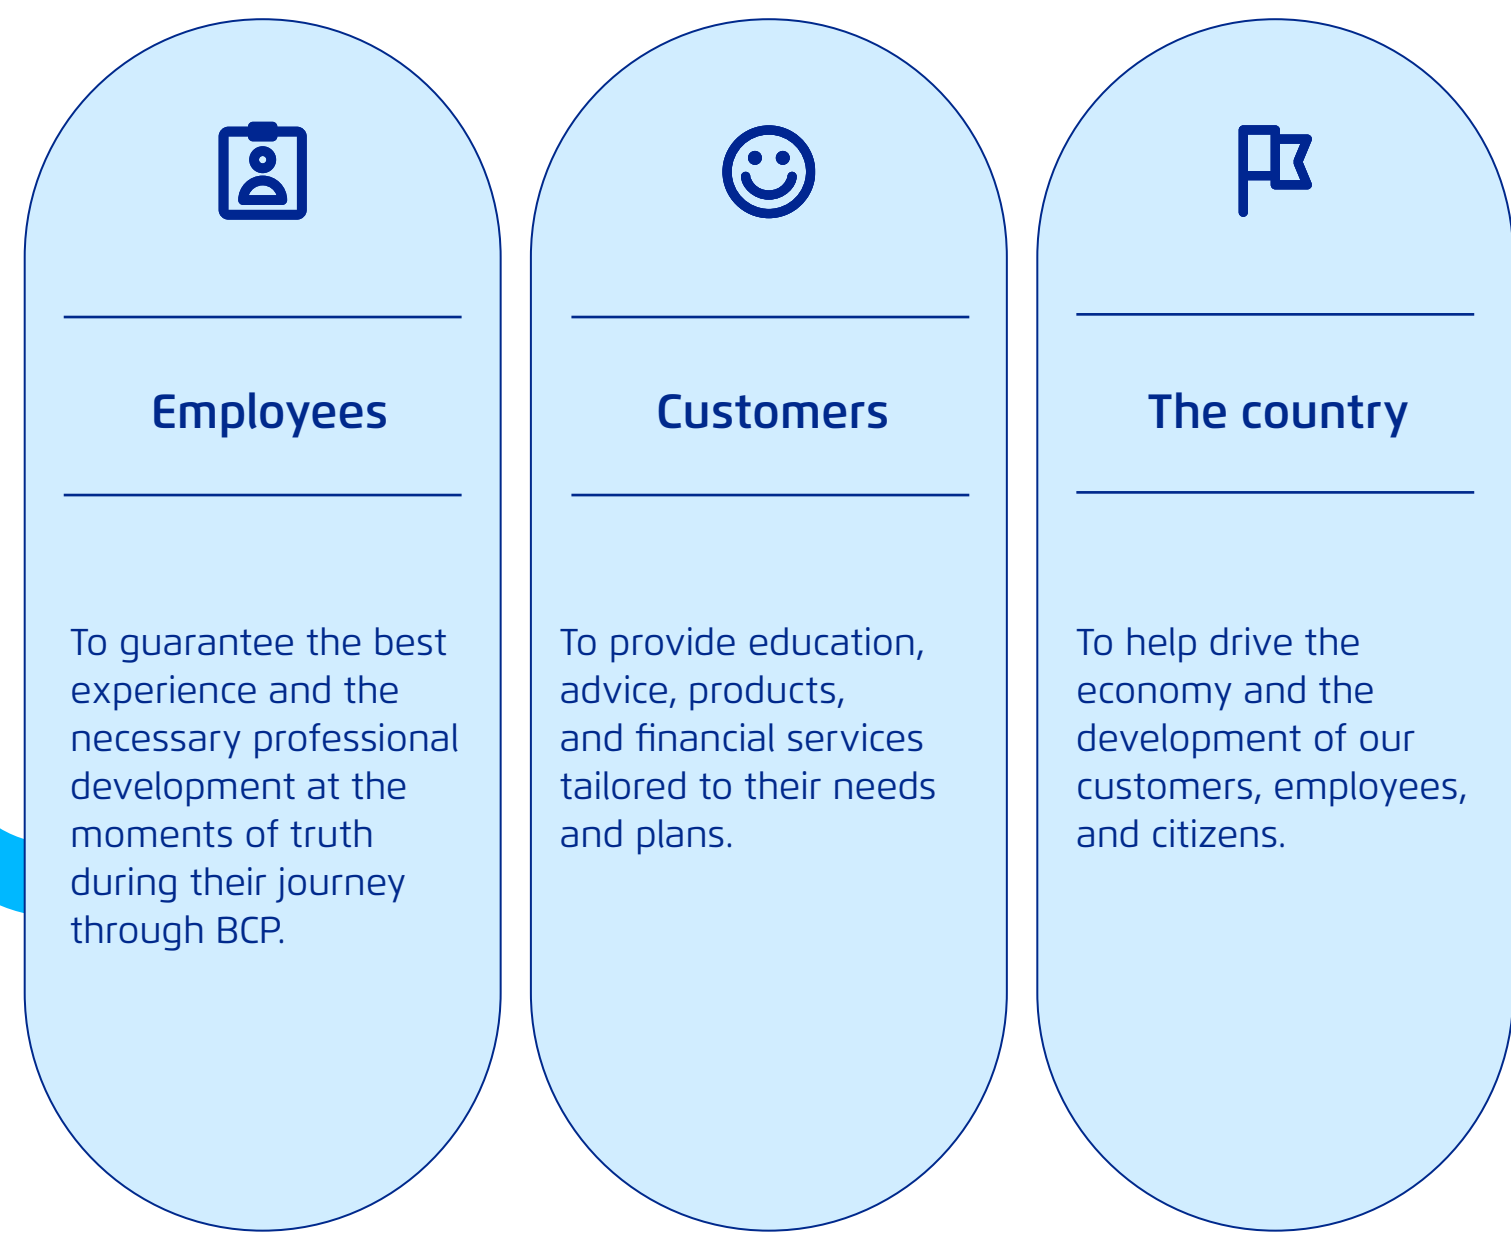 Employees
To guarantee the best
experience and the
necessary professional
development at the
moments of truth
during their journey
through BCP.
Customers
To provide education,
advice, products,
and financial services
tailored to their needs
and plans.
The country
To help drive the
economy and the
development of our
customers, employees,
and citizens.